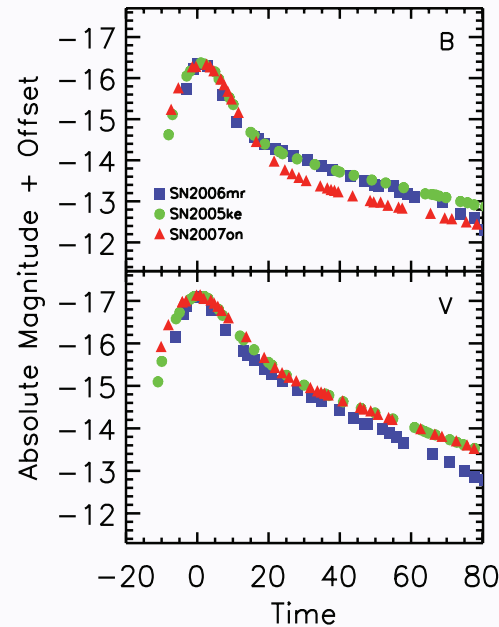 B
−17
−16
−15
−14
−13
−12
SN2006mr
SN2005ke
SN2007on
V
−17
−16
−15
−14
−13
−12
Absolute Magnitude + Offset
−20 0 20 40 60 80
Time